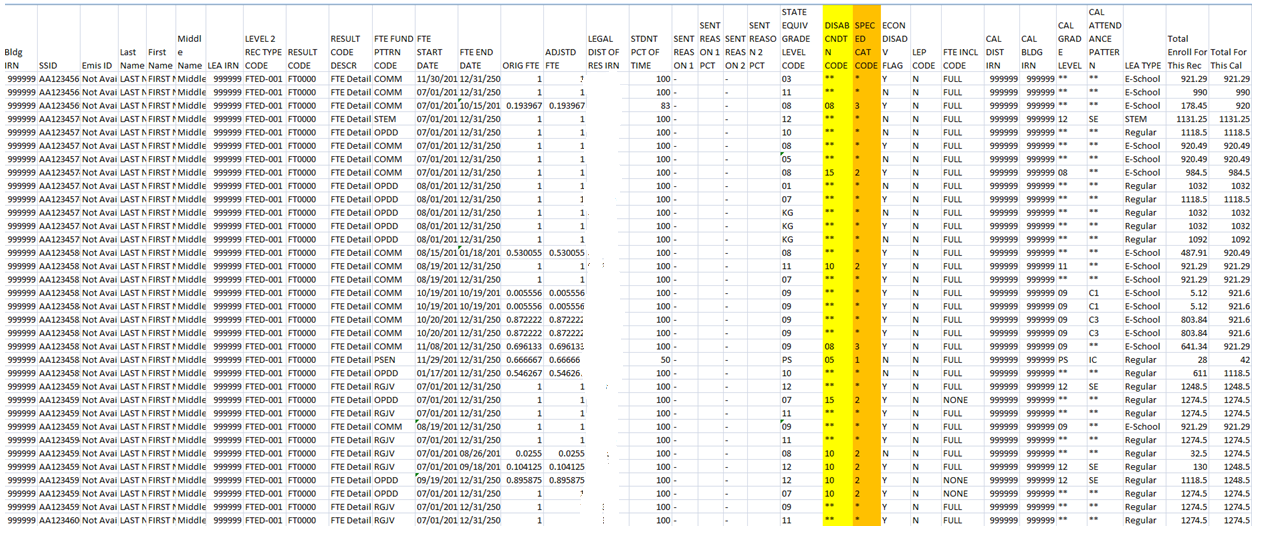 STATE CAL
SENT SENT EQUIV DISAB SPEC ECON CAL ATTEND
Middl LEVEL 2 RESULT FTE FUND FTE LEGAL STDNT SENT REAS SENT REASO GRADE CNDT ED DISAD CAL CAL GRAD ANCE Total
Bldg Last First e REC TYPE RESULT CODE PTTRN START FTE END ADJSTD DIST OF PCT OF REAS ON 1 REAS N 2 LEVEL N CAT V LEP FTE INCL DIST BLDG E PATTER Enroll For Total For
IRN SSID Emis ID Name Name Name LEA IRN CODE CODE DESCR CODE DATE DATE ORIG FTE FTE RES IRN TIME ON 1 PCT ON 2 PCT CODE CODE CODE FLAG CODE CODE IRN IRN LEVEL N LEA TYPE This Rec This Cal
999999 AA123456 Not Avai LAST N FIRST N Middle 999999 FTED-001 FT0000 FTE Detail COMM 11/30/201 12/31/250 1 1 100 - - 03 ** * Y N FULL 999999 999999 ** ** E-School 921.29 921.29
999999 AA123456 Not Avai LAST N FIRST N Middle 999999 FTED-001 FT0000 FTE Detail COMM 07/01/201 12/31/250 1 1 100 - - 11 ** * N N FULL 999999 999999 ** ** E-School 990 990
999999 AA123456 Not Avai LAST N FIRST N Middle 999999 FTED-001 FT0000 FTE Detail COMM 07/01/201 10/15/201 0.193967 0.193967 83 - - 08 08 3 Y N FULL 999999 999999 ** ** E-School 178.45 920
999999 AA123457 Not Avai LAST N FIRST N Middle 999999 FTED-001 FT0000 FTE Detail STEM 07/01/201 12/31/250 1 1 100 - - 12 ** * N N FULL 999999 999999 12 SE STEM 1131.25 1131.25
999999 AA123457 Not Avai LAST N FIRST N Middle 999999 FTED-001 FT0000 FTE Detail OPDD 07/01/201 12/31/250 1 1 100 - - 10 ** * N N FULL 999999 999999 ** ** Regular 1118.5 1118.5
999999 AA123457 Not Avai LAST N FIRST N Middle 999999 FTED-001 FT0000 FTE Detail COMM 07/01/201 12/31/250 1 1 100 - - 08 ** * Y N FULL 999999 999999 ** ** E-School 920.49 920.49
999999 AA123457 Not Avai LAST N FIRST N Middle 999999 FTED-001 FT0000 FTE Detail COMM 07/01/201 12/31/250 1 1 100 - - 05 ** * Y N FULL 999999 999999 ** ** E-School 920.49 920.49
999999 AA123457 Not Avai LAST N FIRST N Middle 999999 FTED-001 FT0000 FTE Detail COMM 07/01/201 12/31/250 1 1 100 - - 08 15 2 Y N FULL 999999 999999 08 ** E-School 984.5 984.5
999999 AA123457 Not Avai LAST N FIRST N Middle 999999 FTED-001 FT0000 FTE Detail OPDD 08/01/201 12/31/250 1 1 100 - - 01 ** * Y N FULL 999999 999999 ** ** Regular 1032 1032
999999 AA123457 Not Avai LAST N FIRST N Middle 999999 FTED-001 FT0000 FTE Detail OPDD 07/01/201 12/31/250 1 1 100 - - 07 ** * Y N FULL 999999 999999 ** ** Regular 1118.5 1118.5
999999 AA123457 Not Avai LAST N FIRST N Middle 999999 FTED-001 FT0000 FTE Detail OPDD 08/01/201 12/31/250 1 1 100 - - KG ** * N N FULL 999999 999999 ** ** Regular 1032 1032
999999 AA123457 Not Avai LAST N FIRST N Middle 999999 FTED-001 FT0000 FTE Detail OPDD 08/01/201 12/31/250 1 1 100 - - KG ** * Y N FULL 999999 999999 ** ** Regular 1032 1032
999999 AA123457 Not Avai LAST N FIRST N Middle 999999 FTED-001 FT0000 FTE Detail OPDD 08/01/201 12/31/250 1 1 100 - - KG ** * N N FULL 999999 999999 ** ** Regular 1092 1092
999999 AA123458 Not Avai LAST N FIRST N Middle 999999 FTED-001 FT0000 FTE Detail COMM 08/15/201 01/18/201 0.530055 0.530055 100 - - 08 ** * Y N FULL 999999 999999 ** ** E-School 487.91 920.49
999999 AA123458 Not Avai LAST N FIRST N Middle 999999 FTED-001 FT0000 FTE Detail COMM 08/19/201 12/31/250 1 1 100 - - 11 10 2 Y N FULL 999999 999999 11 ** E-School 921.29 921.29
999999 AA123458 Not Avai LAST N FIRST N Middle 999999 FTED-001 FT0000 FTE Detail COMM 08/19/201 12/31/250 1 1 100 - - 07 ** * Y N FULL 999999 999999 ** ** E-School 921.29 921.29
999999 AA123458 Not Avai LAST N FIRST N Middle 999999 FTED-001 FT0000 FTE Detail COMM 10/19/201 10/19/201 0.005556 0.005556 100 - - 09 ** * Y N FULL 999999 999999 09 C1 E-School 5.12 921.6
999999 AA123458 Not Avai LAST N FIRST N Middle 999999 FTED-001 FT0000 FTE Detail COMM 10/19/201 10/19/201 0.005556 0.005556 100 - - 09 ** * Y N FULL 999999 999999 09 C1 E-School 5.12 921.6
999999 AA123458 Not Avai LAST N FIRST N Middle 999999 FTED-001 FT0000 FTE Detail COMM 10/20/201 12/31/250 0.872222 0.872222 100 - - 09 ** * Y N FULL 999999 999999 09 C3 E-School 803.84 921.6
999999 AA123458 Not Avai LAST N FIRST N Middle 999999 FTED-001 FT0000 FTE Detail COMM 10/20/201 12/31/250 0.872222 0.872222 100 - - 09 ** * Y N FULL 999999 999999 09 C3 E-School 803.84 921.6
999999 AA123458 Not Avai LAST N FIRST N Middle 999999 FTED-001 FT0000 FTE Detail COMM 11/08/201 12/31/250 0.696133 0.696133 100 - - 09 08 3 Y N FULL 999999 999999 09 ** E-School 641.34 921.29
999999 AA123458 Not Avai LAST N FIRST N Middle 999999 FTED-001 FT0000 FTE Detail PSEN 11/29/201 12/31/250 0.666667 0.66666 50 - - PS 05 1 N N FULL 999999 999999 PS IC Regular 28 42
999999 AA123458 Not Avai LAST N FIRST N Middle 999999 FTED-001 FT0000 FTE Detail OPDD 01/17/201 12/31/250 0.546267 0.54626 100 - - 10 ** * N N FULL 999999 999999 ** ** Regular 611 1118.5
999999 AA123459 Not Avai LAST N FIRST N Middle 999999 FTED-001 FT0000 FTE Detail RGJV 07/01/201 12/31/250 1 1 100 - - 12 ** * Y N FULL 999999 999999 12 SE Regular 1248.5 1248.5
999999 AA123459 Not Avai LAST N FIRST N Middle 999999 FTED-001 FT0000 FTE Detail OPDD 07/01/201 12/31/250 1 1 100 - - 07 15 2 Y N NONE 999999 999999 ** ** Regular 1274.5 1274.5
999999 AA123459 Not Avai LAST N FIRST N Middle 999999 FTED-001 FT0000 FTE Detail RGJV 07/01/201 12/31/250 1 1 100 - - 11 ** * Y N FULL 999999 999999 ** ** Regular 1274.5 1274.5
999999 AA123459 Not Avai LAST N FIRST N Middle 999999 FTED-001 FT0000 FTE Detail COMM 08/19/201 12/31/250 1 1 100 - - 09 ** * Y N FULL 999999 999999 09 ** E-School 921.29 921.29
999999 AA123459 Not Avai LAST N FIRST N Middle 999999 FTED-001 FT0000 FTE Detail RGJV 07/01/201 12/31/250 1 1 100 - - 11 ** * Y N FULL 999999 999999 ** ** Regular 1274.5 1274.5
999999 AA123459 Not Avai LAST N FIRST N Middle 999999 FTED-001 FT0000 FTE Detail RGJV 07/01/201 08/26/201 0.0255 0.0255 100 - - 08 10 2 Y N FULL 999999 999999 ** ** Regular 32.5 1274.5
999999 AA123459 Not Avai LAST N FIRST N Middle 999999 FTED-001 FT0000 FTE Detail RGJV 07/01/201 09/18/201 0.104125 0.104125 100 - - 12 10 2 Y N FULL 999999 999999 12 SE Regular 130 1248.5
999999 AA123459 Not Avai LAST N FIRST N Middle 999999 FTED-001 FT0000 FTE Detail OPDD 09/19/201 12/31/250 0.895875 0.895875 100 - - 12 10 2 Y N NONE 999999 999999 12 SE Regular 1118.5 1248.5
999999 AA123459 Not Avai LAST N FIRST N Middle 999999 FTED-001 FT0000 FTE Detail OPDD 07/01/201 12/31/250 1 1 100 - - 07 10 2 Y N NONE 999999 999999 ** ** Regular 1274.5 1274.5
999999 AA123459 Not Avai LAST N FIRST N Middle 999999 FTED-001 FT0000 FTE Detail RGJV 07/01/201 12/31/250 1 1 100 - - 09 ** * Y N FULL 999999 999999 ** ** Regular 1274.5 1274.5
999999 AA123460 Not Avai LAST N FIRST N Middle 999999 FTED-001 FT0000 FTE Detail RGJV 07/01/201 12/31/250 1 1 100 - - 11 ** * Y N FULL 999999 999999 ** ** Regular 1274.5 1274.5